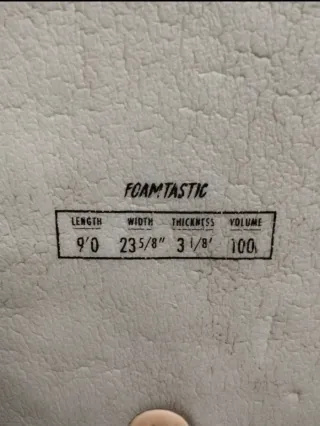 FOAMTASTIC
LENGTH WIDTH THICKNESS VOLUME
9'0 23 5/8" 3 1/8' 100L